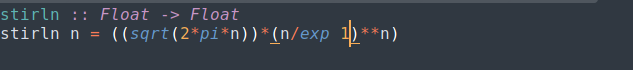 stirln :: Float -> Float
stirln n = ((sqrt(2*pi*n))*(n/exp 1)**n)